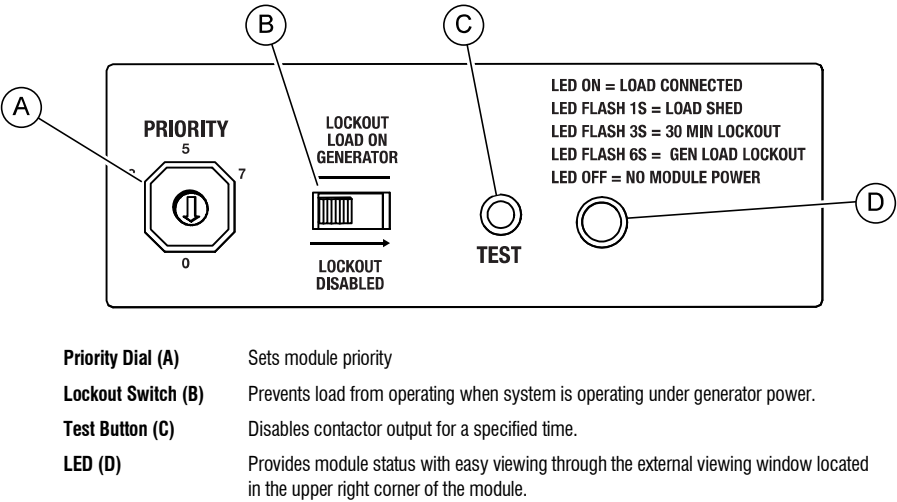 B
C
A
D
PRIORITY
5
7
0
LOCKOUT
LOAD ON
GENERATOR
LOCKOUT
DISABLED
TEST
LED ON = LOAD CONNECTED
LED FLASH 1S = LOAD SHED
LED FLASH 3S = 30 MIN LOCKOUT
LED FLASH 6S = GEN LOAD LOCKOUT
LED OFF = NO MODULE POWER
Priority Dial (A) Sets module priority
Lockout Switch (B) Prevents load from operating when system is operating under generator power.
Test Button (C) Disables contactor output for a specified time.
LED (D) Provides module status with easy viewing through the external viewing window located
in the upper right corner of the module.